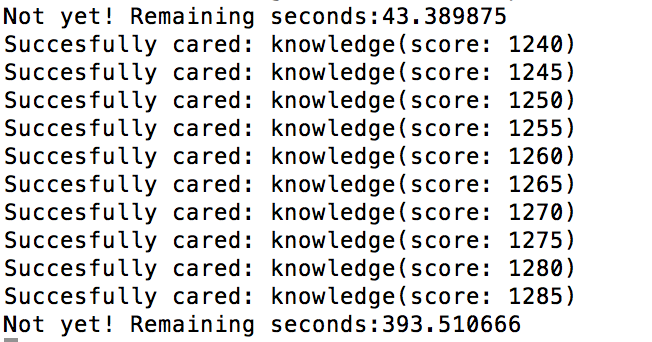 Not yet! Remaining seconds:43.389875
Succesfully cared: knowledge(score: 1240)
Succesfully cared: knowledge(score: 1245)
Succesfully cared: knowledge(score: 1250)
Succesfully cared: knowledge(score: 1255)
Succesfully cared: knowledge(score: 1260)
Succesfully cared: knowledge(score: 1265)
Succesfully cared: knowledge(score: 1270)
Succesfully cared: knowledge(score: 1275)
Succesfully cared: knowledge(score: 1280)
Succesfully cared: knowledge(score: 1285)
Not yet! Remaining seconds:393.510666